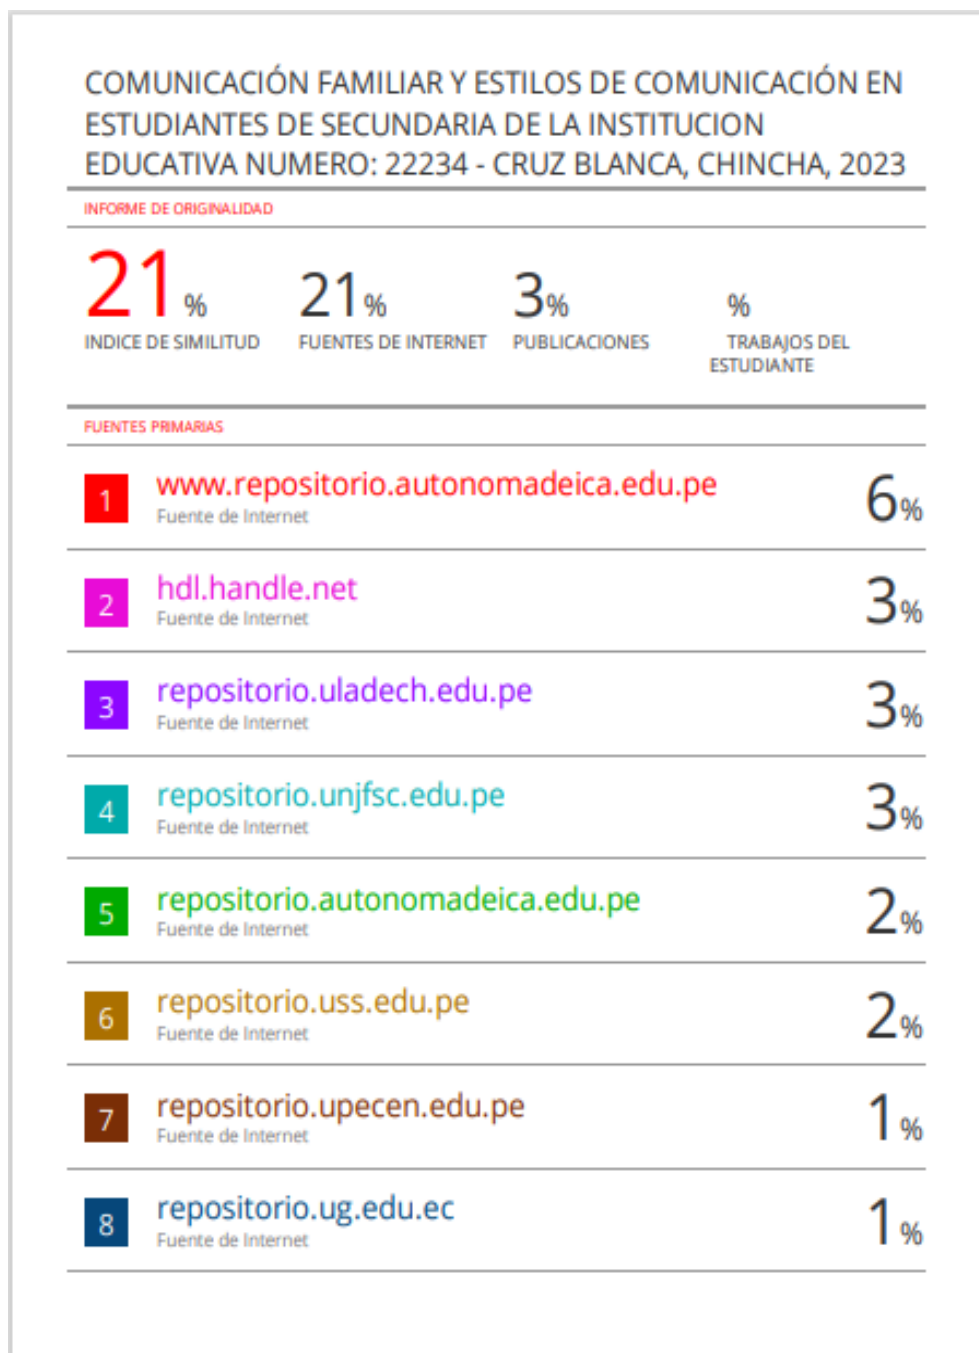 COMUNICACIÓN FAMILIAR Y ESTILOS DE COMUNICACIÓN EN
ESTUDIANTES DE SECUNDARIA DE LA INSTITUCION
EDUCATIVA NUMERO: 22234 - CRUZ BLANCA, CHINCHA, 2023
INFORME DE ORIGINALIDAD
21% 21% 3% %
INDICE DE SIMILITUD FUENTES DE INTERNET PUBLICACIONES TRABAJOS DEL
ESTUDIANTE
FUENTES PRIMARIAS
1 www.repositorio.autonomadeica.edu.pe 6%
Fuente de Internet
2 hdl.handle.net 3%
Fuente de Internet
3 repositorio.uladech.edu.pe 3%
Fuente de Internet
4 repositorio.unjfsc.edu.pe 3%
Fuente de Internet
5 repositorio.autonomadeica.edu.pe 2%
Fuente de Internet
6 repositorio.uss.edu.pe 2%
Fuente de Internet
7 repositorio.upecen.edu.pe 1%
Fuente de Internet
8 repositorio.ug.edu.ec 1%
Fuente de Internet